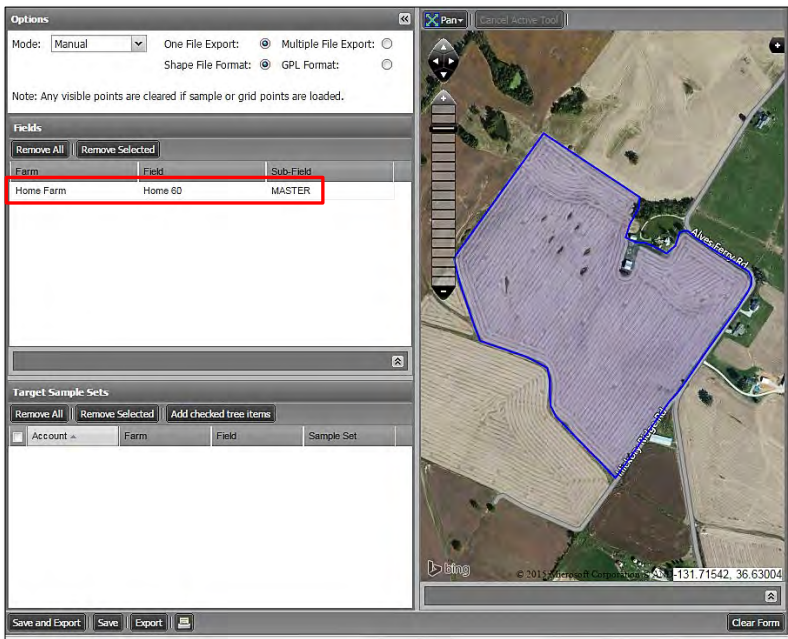 Options
Mode: Manual One File Export: Multiple File Export:
Shape File Format: GPL Format:
Note: Any visible points are cleared if sample or grid points are loaded.
Fields
Remove All Remove Selected
Farm Field Sub-Field
Home Farm Home 60 MASTER
Target Sample Sets
Remove All Remove Selected Add checked tree items
Account Farm Field Sample Set
Save and Export Save Export
Pan Cancel Active Tool
Alves Ferry Rd
Hickory Ridge Rd
bing
© 2015 Microsoft Corporation -131.71542, 36.63004
Clear Form